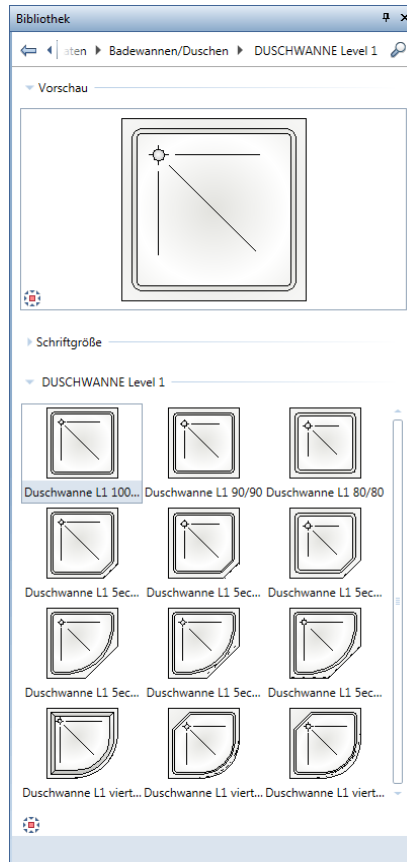 Bibliothek
aten ▶ Badewannen/Duschen ▶ DUSCHWANNE Level 1
Vorschau
Schriftgröße
DUSCHWANNE Level 1
Duschwanne L1 100... Duschwanne L1 90/90 Duschwanne L1 80/80
Duschwanne L1 5ec... Duschwanne L1 5ec... Duschwanne L1 5ec...
Duschwanne L1 5ec... Duschwanne L1 5ec... Duschwanne L1 5ec...
Duschwanne L1 viert... Duschwanne L1 viert... Duschwanne L1 viert...